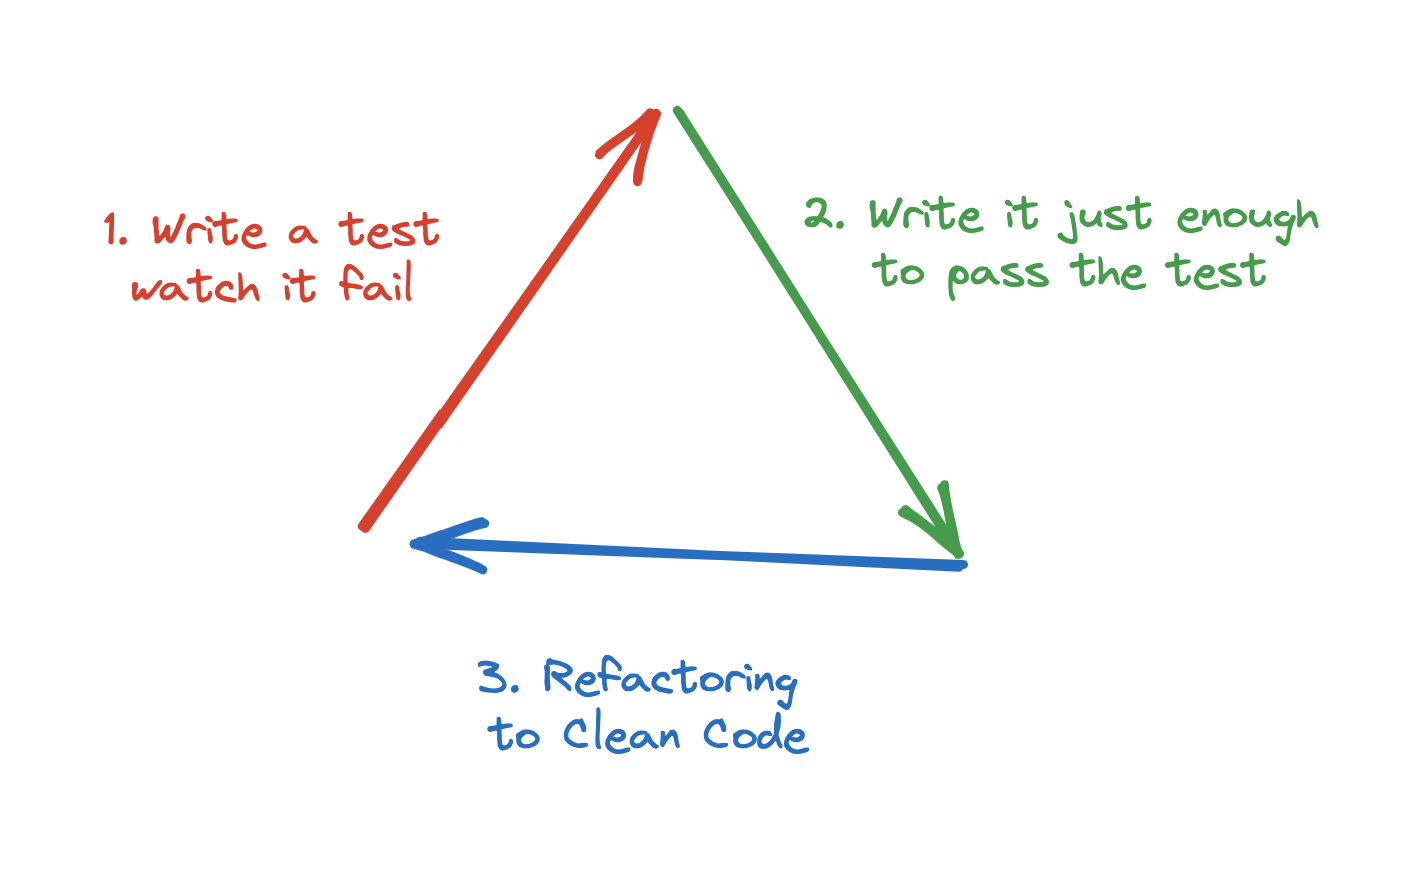 1. Write a test
watch it fail
2. Write it just enough
to pass the test
3. Refactoring
to Clean Code